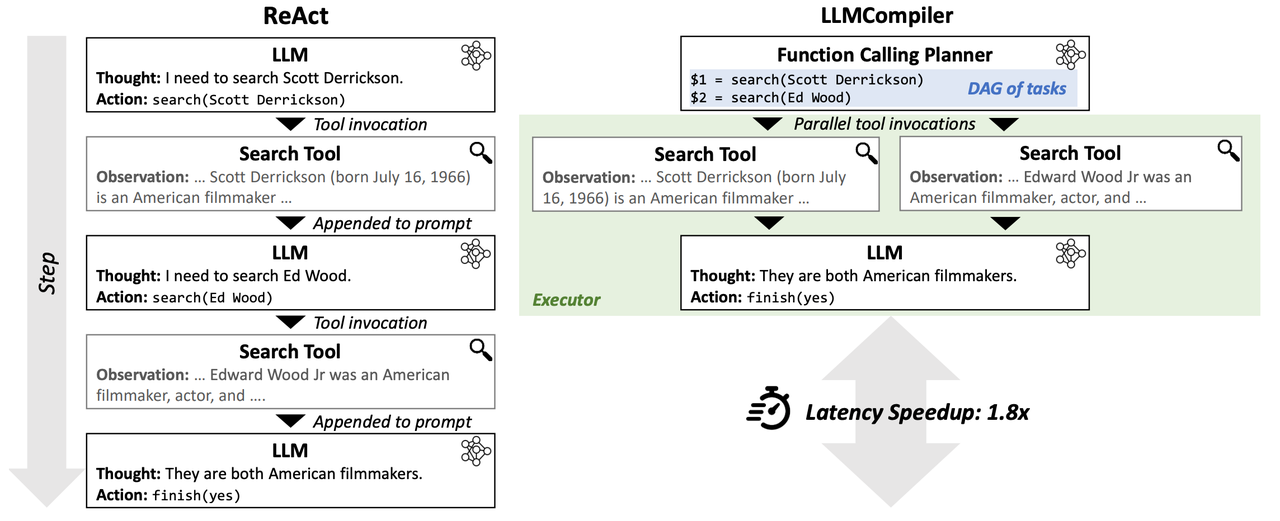 ReAct
Step
LLM
Thought: I need to search Scott Derrickson.
Action: search(Scott Derrickson)
Tool invocation
Search Tool
Observation: ... Scott Derrickson (born July 16, 1966)
is an American filmmaker ...
Appended to prompt
LLM
Thought: I need to search Ed Wood.
Action: search(Ed Wood)
Tool invocation
Search Tool
Observation: ... Edward Wood Jr was an American
filmmaker, actor, and ....
Appended to prompt
LLM
Thought: They are both American filmmakers.
Action: finish(yes)
LLMCompiler
Function Calling Planner
$1 = search(Scott Derrickson)
$2 = search(Ed Wood)
DAG of tasks
Parallel tool invocations
Search Tool
Observation: ... Scott Derrickson (born July
16, 1966) is an American filmmaker ...
Search Tool
Observation: ... Edward Wood Jr was an
American filmmaker, actor, and ...
LLM
Thought: They are both American filmmakers.
Action: finish(yes)
Executor
Latency Speedup: 1.8x